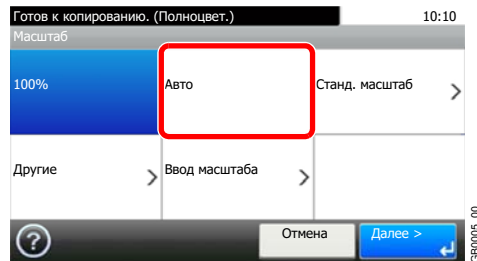 Готов к копированию. (Полноцвет.) 10:10
Масштаб
100% Авто Станд. масштаб >
Другие > Ввод масштаба >
? Отмена Далее >
GB0005_00